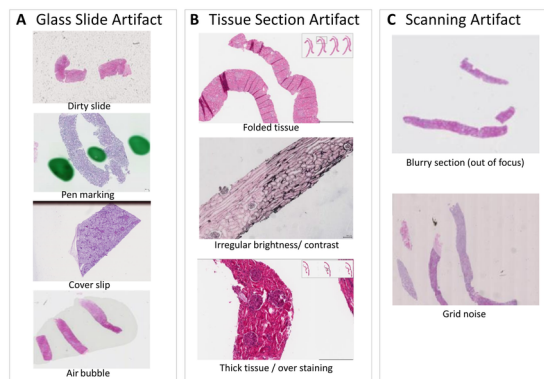 A Glass Slide Artifact
Dirty slide
Pen marking
Cover slip
Air bubble
B Tissue Section Artifact
Folded tissue
Irregular brightness/ contrast
Thick tissue / over staining
C Scanning Artifact
Blurry section (out of focus)
Grid noise